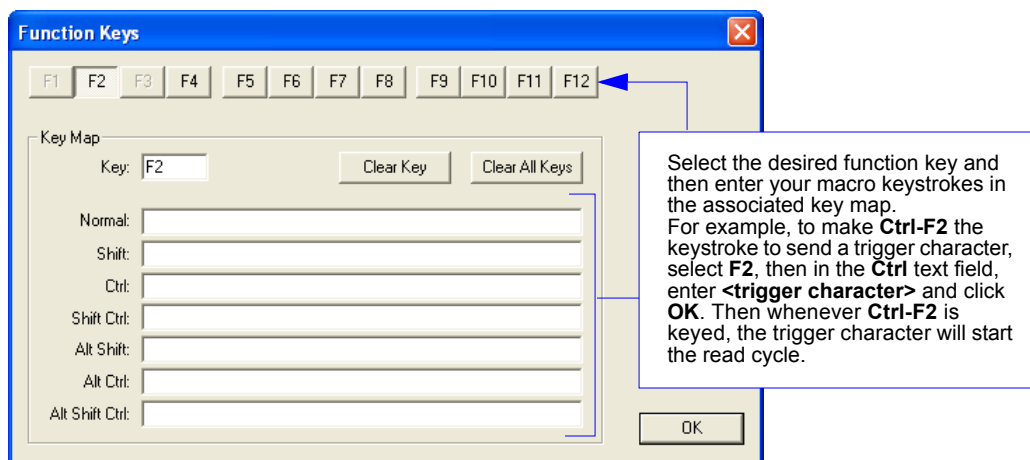 Function Keys
F1 F2 F3 F4 F5 F6 F7 F8 F9 F10 F11 F12
Key Map
Key: F2 Clear Key Clear All Keys
Normal:
Shift:
Ctrl:
Shift Ctrl:
Alt Shift:
Alt Ctrl:
Alt Shift Ctrl:
Select the desired function key and
then enter your macro keystrokes in
the associated key map.
For example, to make Ctrl-F2 the
keystroke to send a trigger character,
select F2, then in the Ctrl text field,
enter <trigger character> and click
OK. Then whenever Ctrl-F2 is
keyed, the trigger character will start
the read cycle.
OK